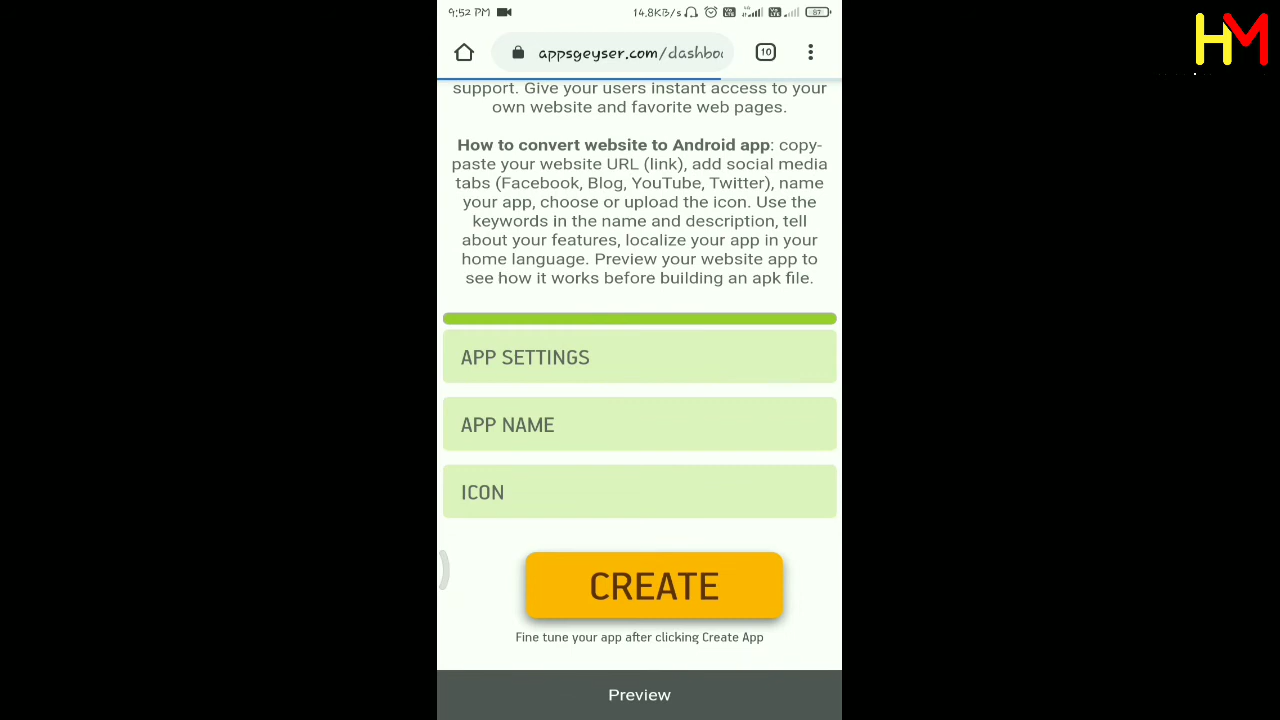 9:52 PM 14.8KB/s 87
HM
appsgeyser.com/dashboa
10
support. Give your users instant access to your
own website and favorite web pages.
How to convert website to Android app: copy-
paste your website URL (link), add social media
tabs (Facebook, Blog, YouTube, Twitter), name
your app, choose or upload the icon. Use the
keywords in the name and description, tell
about your features, localize your app in your
home language. Preview your website app to
see how it works before building an apk file.
APP SETTINGS
APP NAME
ICON
CREATE
Fine tune your app after clicking Create App
Preview